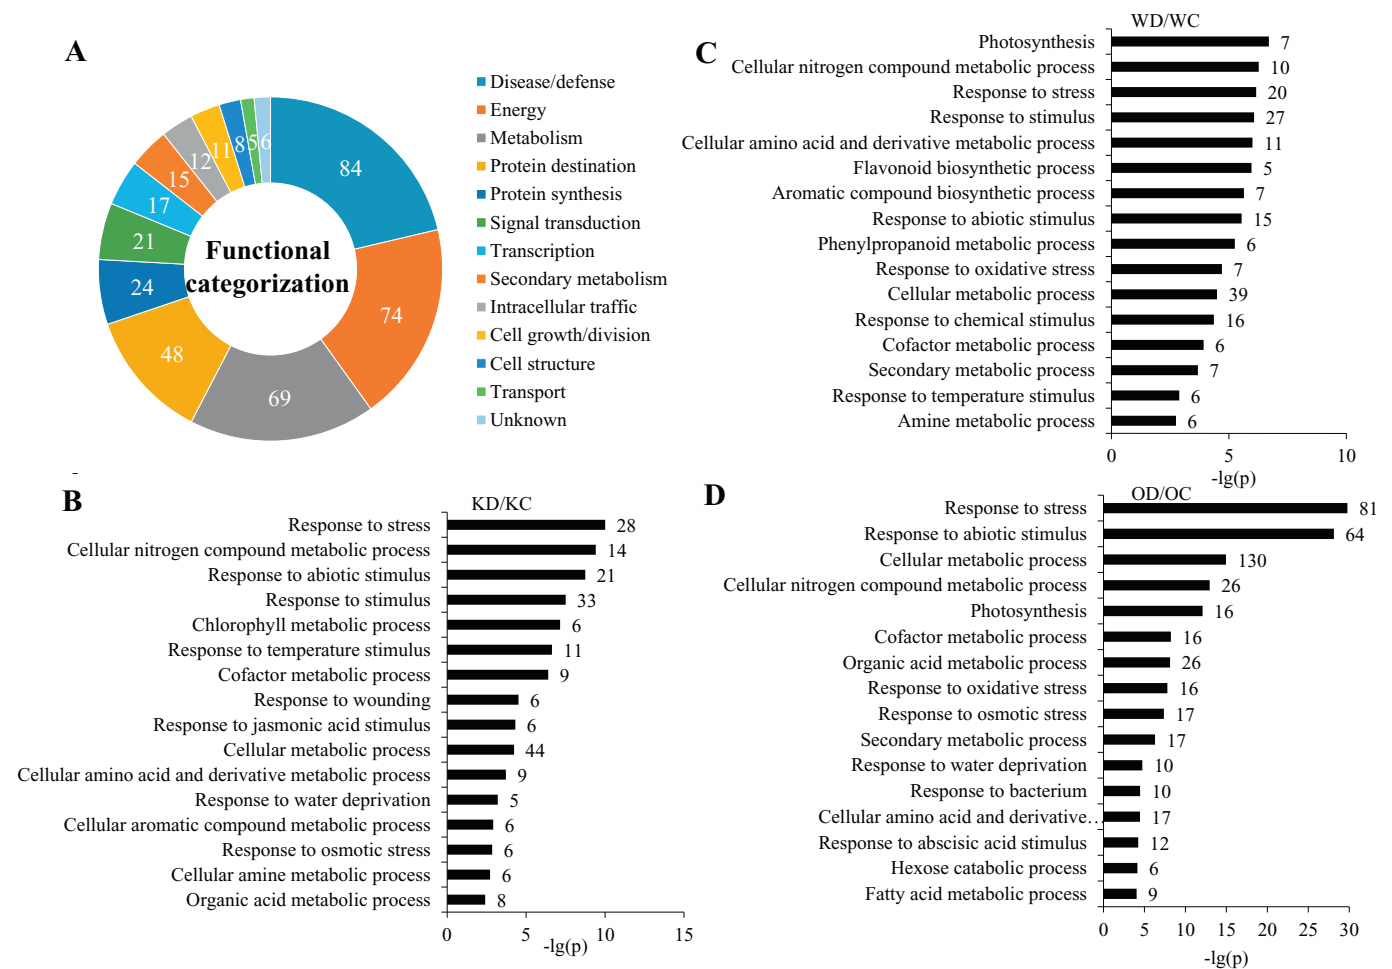 A
84
74
69
48
24
21
17
15
12
11
8
5
6
Functional
categorization
Disease/defense
Energy
Metabolism
Protein destination
Protein synthesis
Signal transduction
Transcription
Secondary metabolism
Intracellular traffic
Cell growth/division
Cell structure
Transport
Unknown
B
KD/KC
Response to stress 28
Cellular nitrogen compound metabolic process 14
Response to abiotic stimulus 21
Response to stimulus 33
Chlorophyll metabolic process 6
Response to temperature stimulus 11
Cofactor metabolic process 9
Response to wounding 6
Response to jasmonic acid stimulus 6
Cellular metabolic process 44
Cellular amino acid and derivative metabolic process 9
Response to water deprivation 5
Cellular aromatic compound metabolic process 6
Response to osmotic stress 6
Cellular amine metabolic process 6
Organic acid metabolic process 8
0 5 10 15
-lg(p)
C
WD/WC
Photosynthesis 7
Cellular nitrogen compound metabolic process 10
Response to stress 20
Response to stimulus 27
Cellular amino acid and derivative metabolic process 11
Flavonoid biosynthetic process 5
Aromatic compound biosynthetic process 7
Response to abiotic stimulus 15
Phenylpropanoid metabolic process 6
Response to oxidative stress 7
Cellular metabolic process 39
Response to chemical stimulus 16
Cofactor metabolic process 6
Secondary metabolic process 7
Response to temperature stimulus 6
Amine metabolic process 6
0 5 10
-lg(p)
D
OD/OC
Response to stress 81
Response to abiotic stimulus 64
Cellular metabolic process 130
Cellular nitrogen compound metabolic process 26
Photosynthesis 16
Cofactor metabolic process 16
Organic acid metabolic process 26
Response to oxidative stress 16
Response to osmotic stress 17
Secondary metabolic process 17
Response to water deprivation 10
Response to bacterium 10
Cellular amino acid and derivative… 17
Response to abscisic acid stimulus 12
Hexose catabolic process 6
Fatty acid metabolic process 9
0 5 10 15 20 25 30
-lg(p)